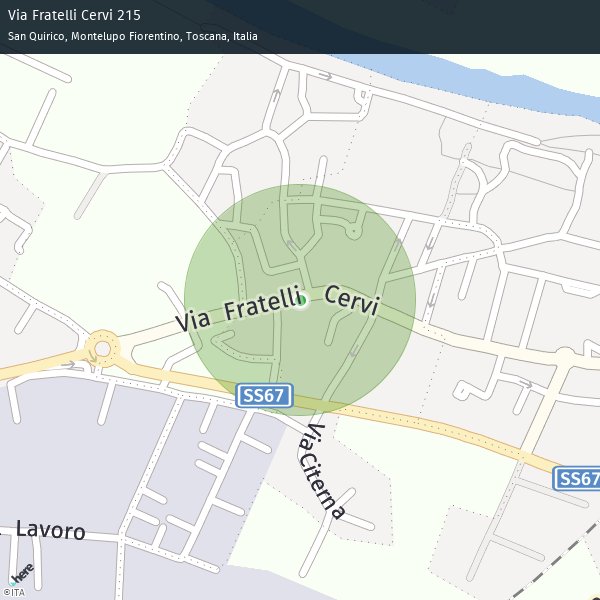 Via Fratelli Cervi 215
San Quirico, Montelupo Fiorentino, Toscana, Italia
Via Fratelli Cervi
SS67
Via Citerna
SS67
Lavoro
here
©ITA